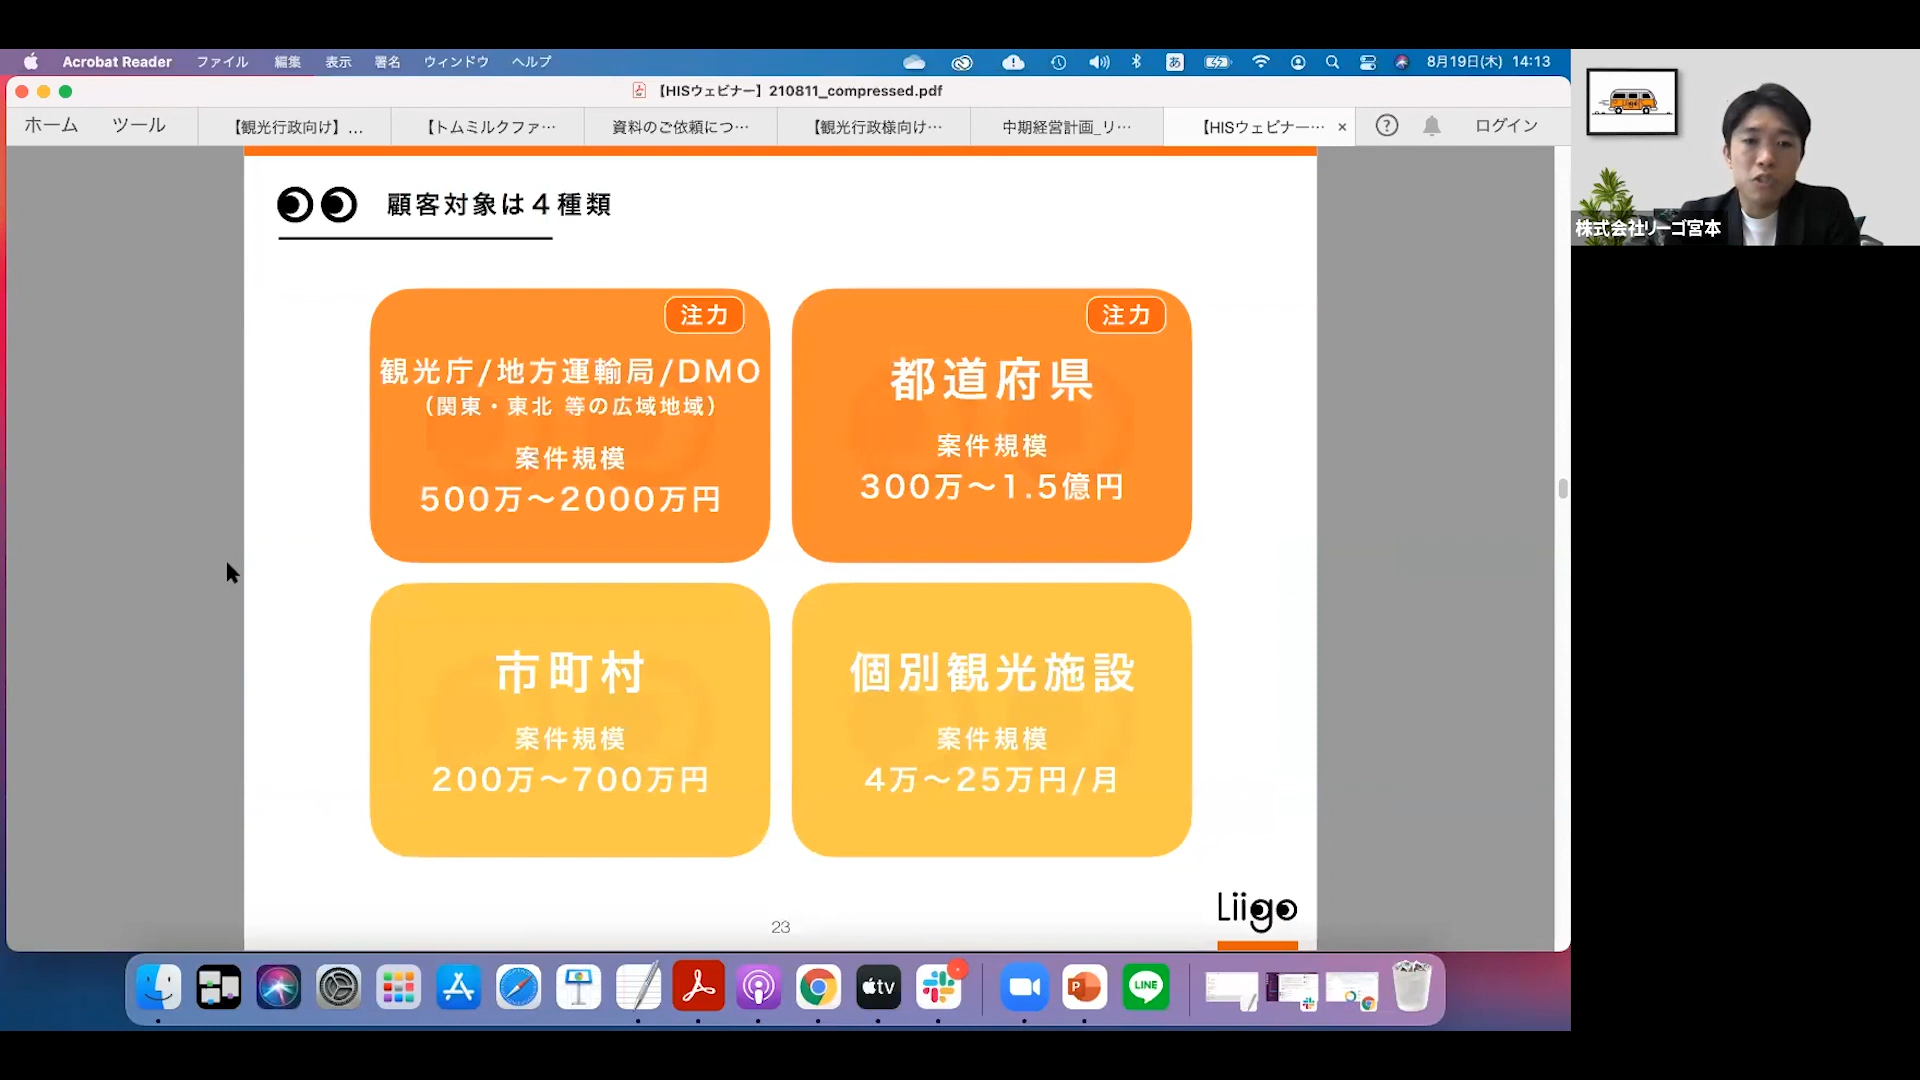 Acrobat Reader ファイル 編集 表示 署名 ウィンドウ ヘルプ あ 8月19日(木) 14:13
【HISウェビナー】210811_compressed.pdf
ホーム ツール 【観光行政向け】... 【トムミルクファ… 資料のご依頼につ… 【観光行政様向け… 中期経営計画_リ… 【HISウェビナー… × ? ログイン
顧客対象は４種類
注力
観光庁/地方運輸局/DMO
（関東・東北 等の広域地域）
案件規模
500万〜2000万円
注力
都道府県
案件規模
300万〜1.5億円
市町村
案件規模
200万〜700万円
個別観光施設
案件規模
4万〜25万円/月
23
Liigo
株式会社リーゴ宮本
tv
P
LINE